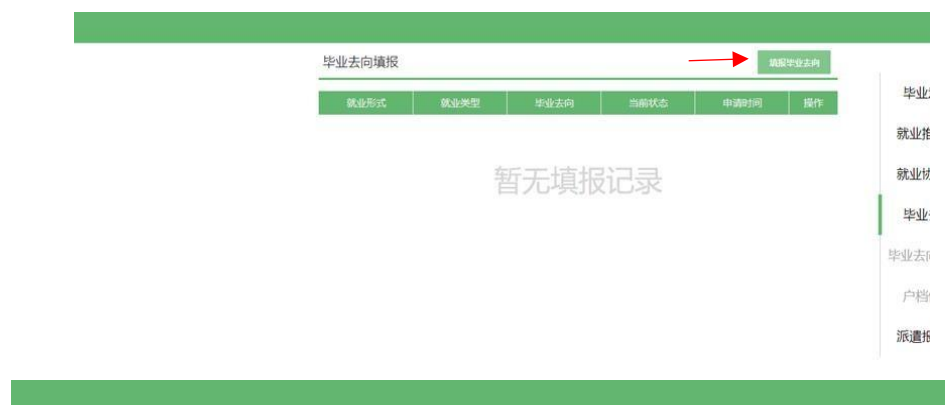 毕业去向填报
填报毕业去向
就业形式 就业类型 毕业去向 当前状态 申请时间 操作
暂无填报记录
毕业
就业推
就业协
毕业
毕业去向
户档
派遣报